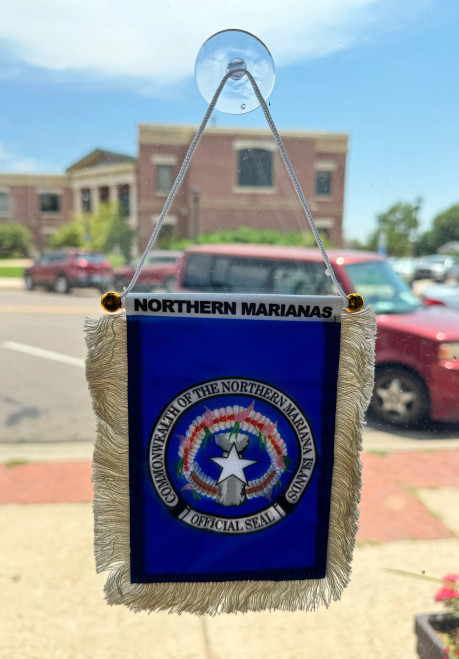 NORTHERN MARIANAS
COMMONWEALTH OF THE NORTHERN MARIANA ISLANDS
OFFICIAL SEAL